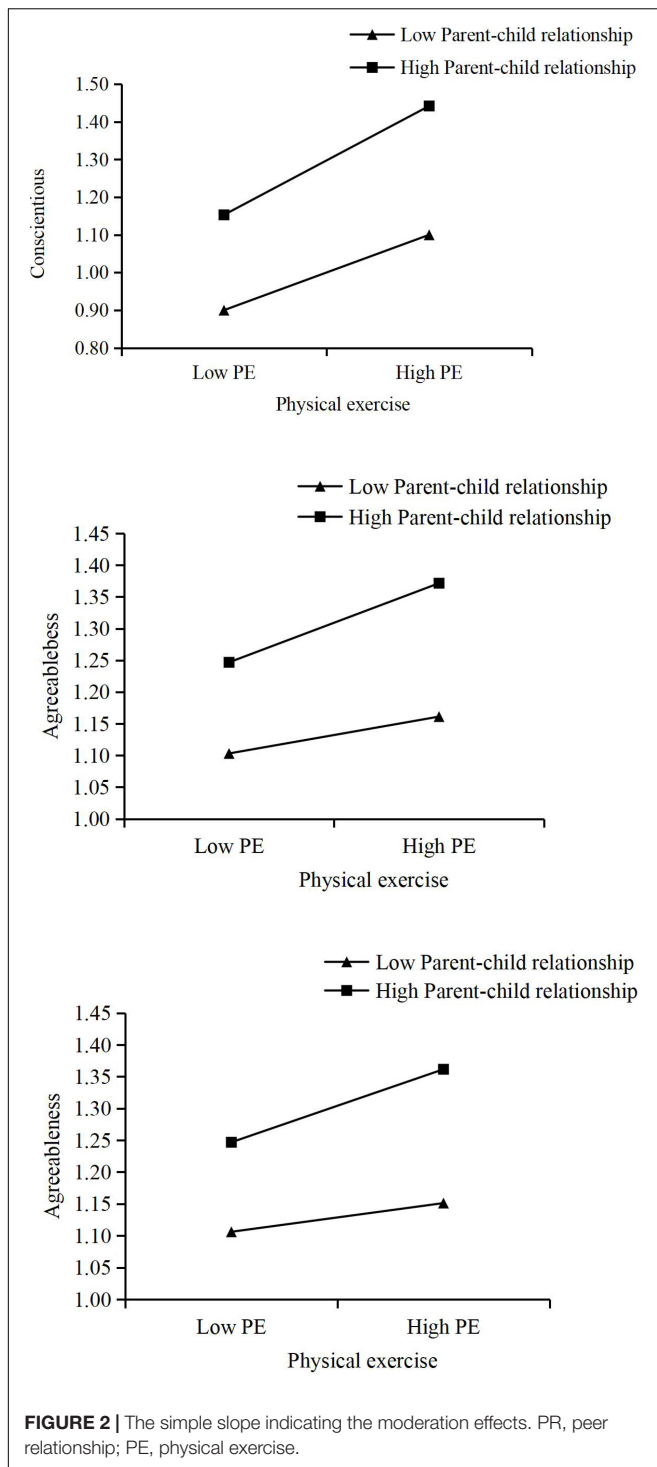 Low Parent-child relationship
High Parent-child relationship
1.50
1.40
1.30
1.20
1.10
1.00
0.90
0.80
Conscientious
Low PE High PE
Physical exercise
Low Parent-child relationship
High Parent-child relationship
1.45
1.40
1.35
1.30
1.25
1.20
1.15
1.10
1.05
1.00
Agreeablebess
Low PE High PE
Physical exercise
Low Parent-child relationship
High Parent-child relationship
1.45
1.40
1.35
1.30
1.25
1.20
1.15
1.10
1.00
Agreeableness
Low PE High PE
Physical exercise
FIGURE 2 | The simple slope indicating the moderation effects. PR, peer
relationship; PE, physical exercise.